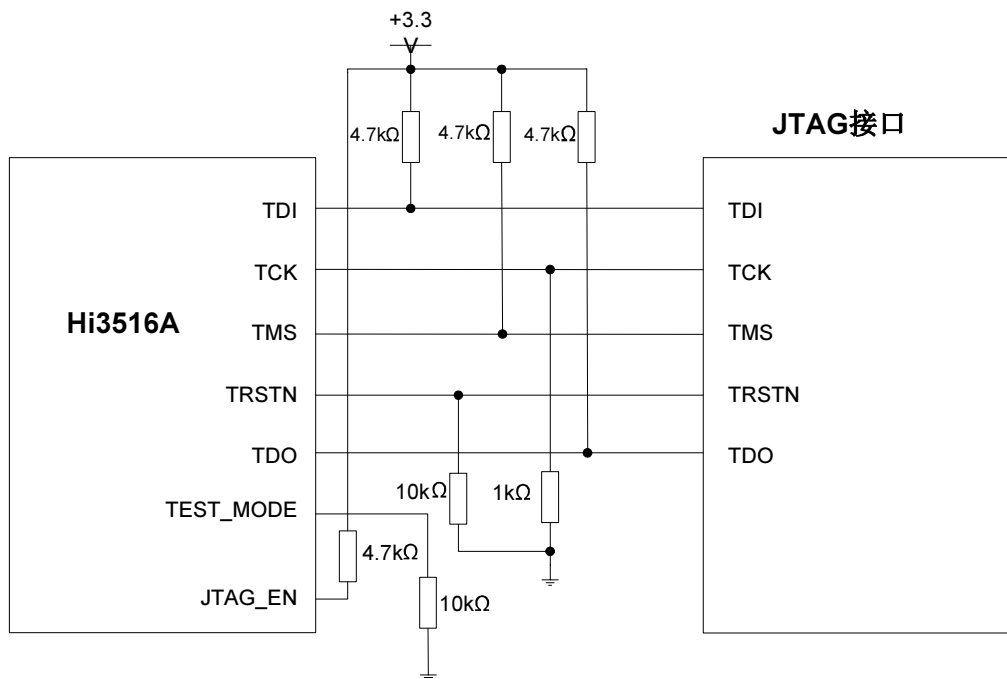 +3.3
V
4.7kΩ
4.7kΩ
4.7kΩ
JTAG接口
Hi3516A
TDI
TCK
TMS
TRSTN
TDO
TEST_MODE
JTAG_EN
TDI
TCK
TMS
TRSTN
TDO
10kΩ
1kΩ
4.7kΩ
10kΩ